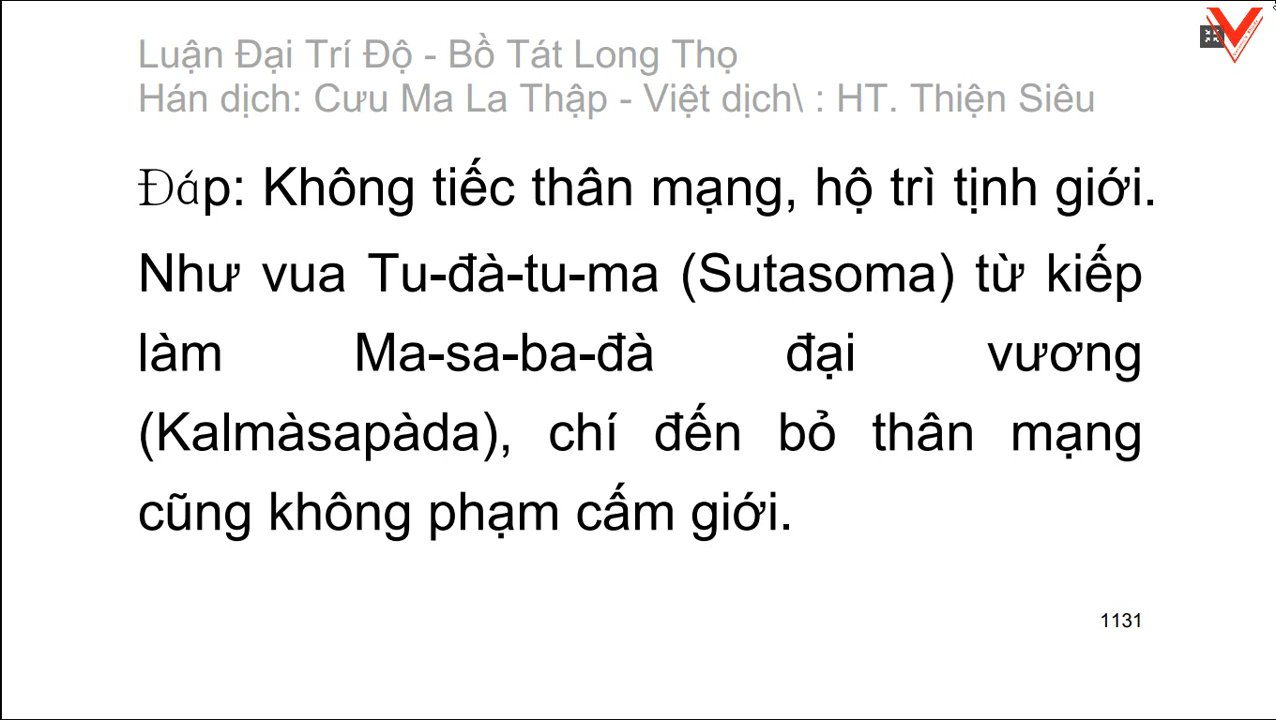 Luận Đại Trí Độ - Bồ Tát Long Thọ
Hán dịch: Cưu Ma La Thập - Việt dịch\ : HT. Thiện Siêu
Đáp: Không tiếc thân mạng, hộ trì tịnh giới.
Như vua Tu-đà-tu-ma (Sutasoma) từ kiếp
làm Ma-sa-ba-đà đại vương
(Kalmàsapàda), chí đến bỏ thân mạng
cũng không phạm cấm giới.
1131